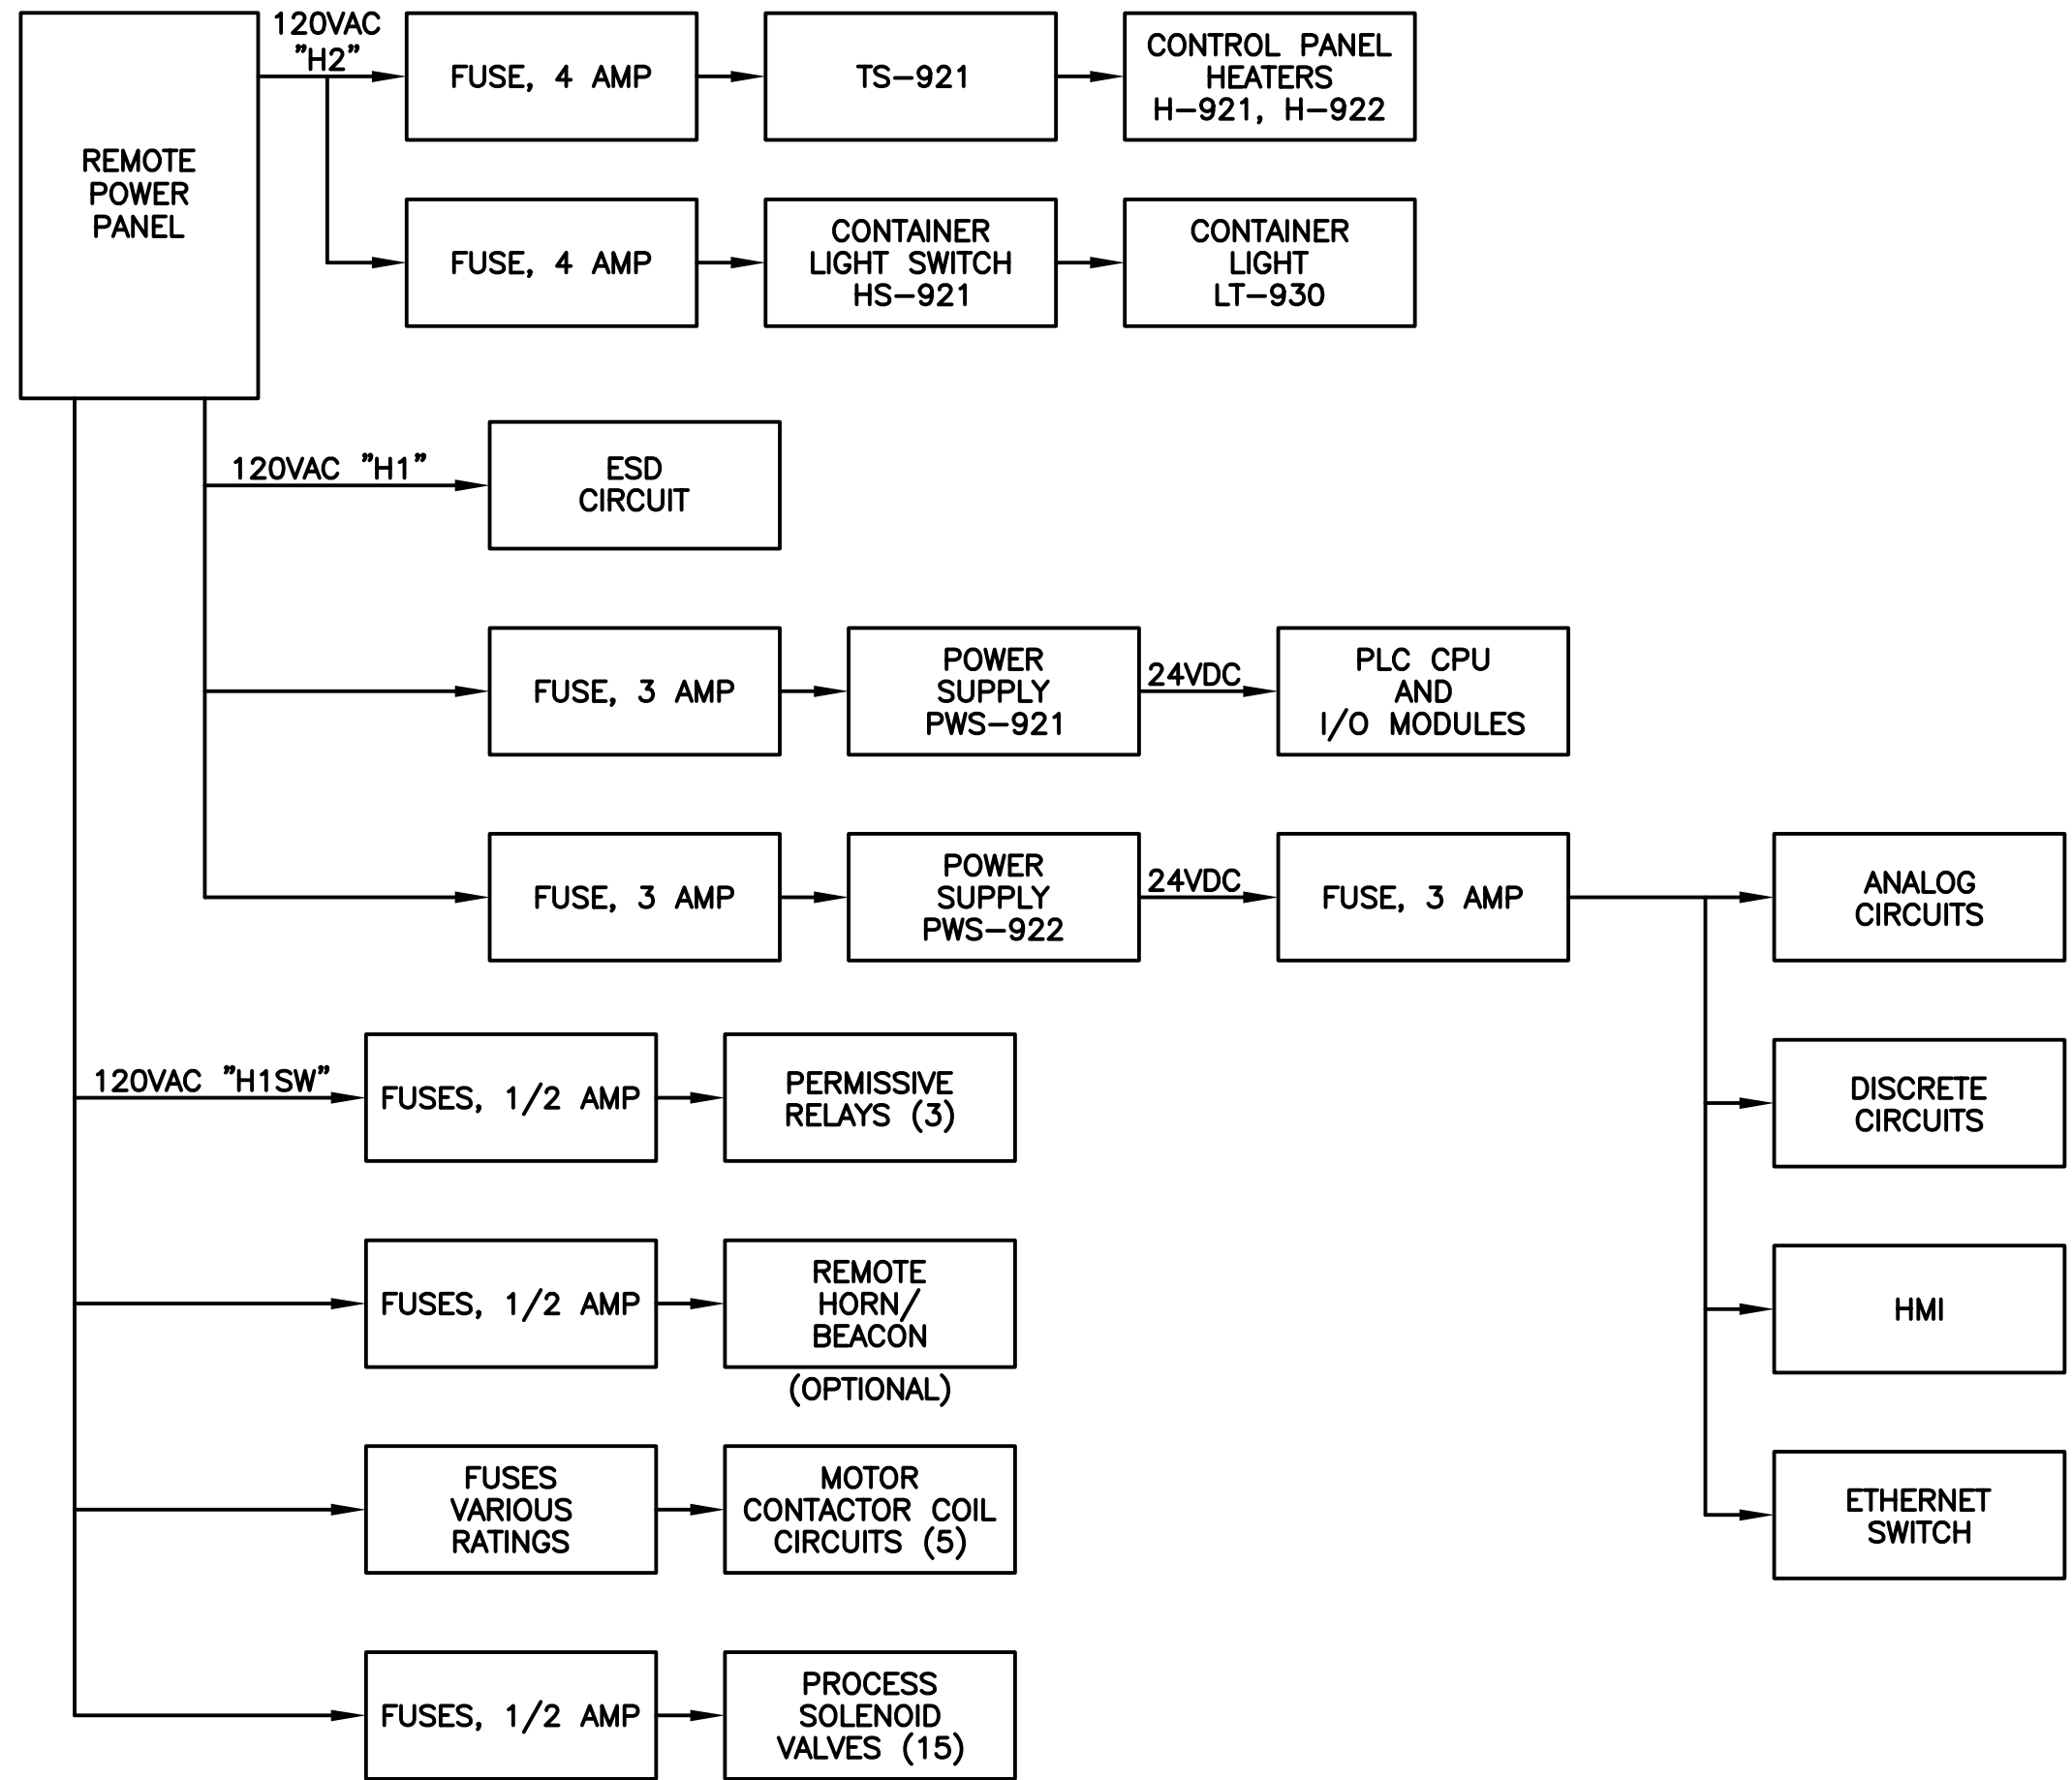 REMOTE
POWER
PANEL
120VAC
"H2"
FUSE, 4 AMP
TS-921
CONTROL PANEL
HEATERS
H-921, H-922
FUSE, 4 AMP
CONTAINER
LIGHT SWITCH
HS-921
CONTAINER
LIGHT
LT-930
120VAC "H1"
ESD
CIRCUIT
FUSE, 3 AMP
POWER
SUPPLY
PWS-921
24VDC
PLC CPU
AND
I/O MODULES
FUSE, 3 AMP
POWER
SUPPLY
PWS-922
24VDC
FUSE, 3 AMP
ANALOG
CIRCUITS
DISCRETE
CIRCUITS
HMI
ETHERNET
SWITCH
120VAC "H1SW"
FUSES, 1/2 AMP
PERMISSIVE
RELAYS (3)
FUSES, 1/2 AMP
REMOTE
HORN/
BEACON
(OPTIONAL)
FUSES
VARIOUS
RATINGS
MOTOR
CONTACTOR COIL
CIRCUITS (5)
FUSES, 1/2 AMP
PROCESS
SOLENOID
VALVES (15)